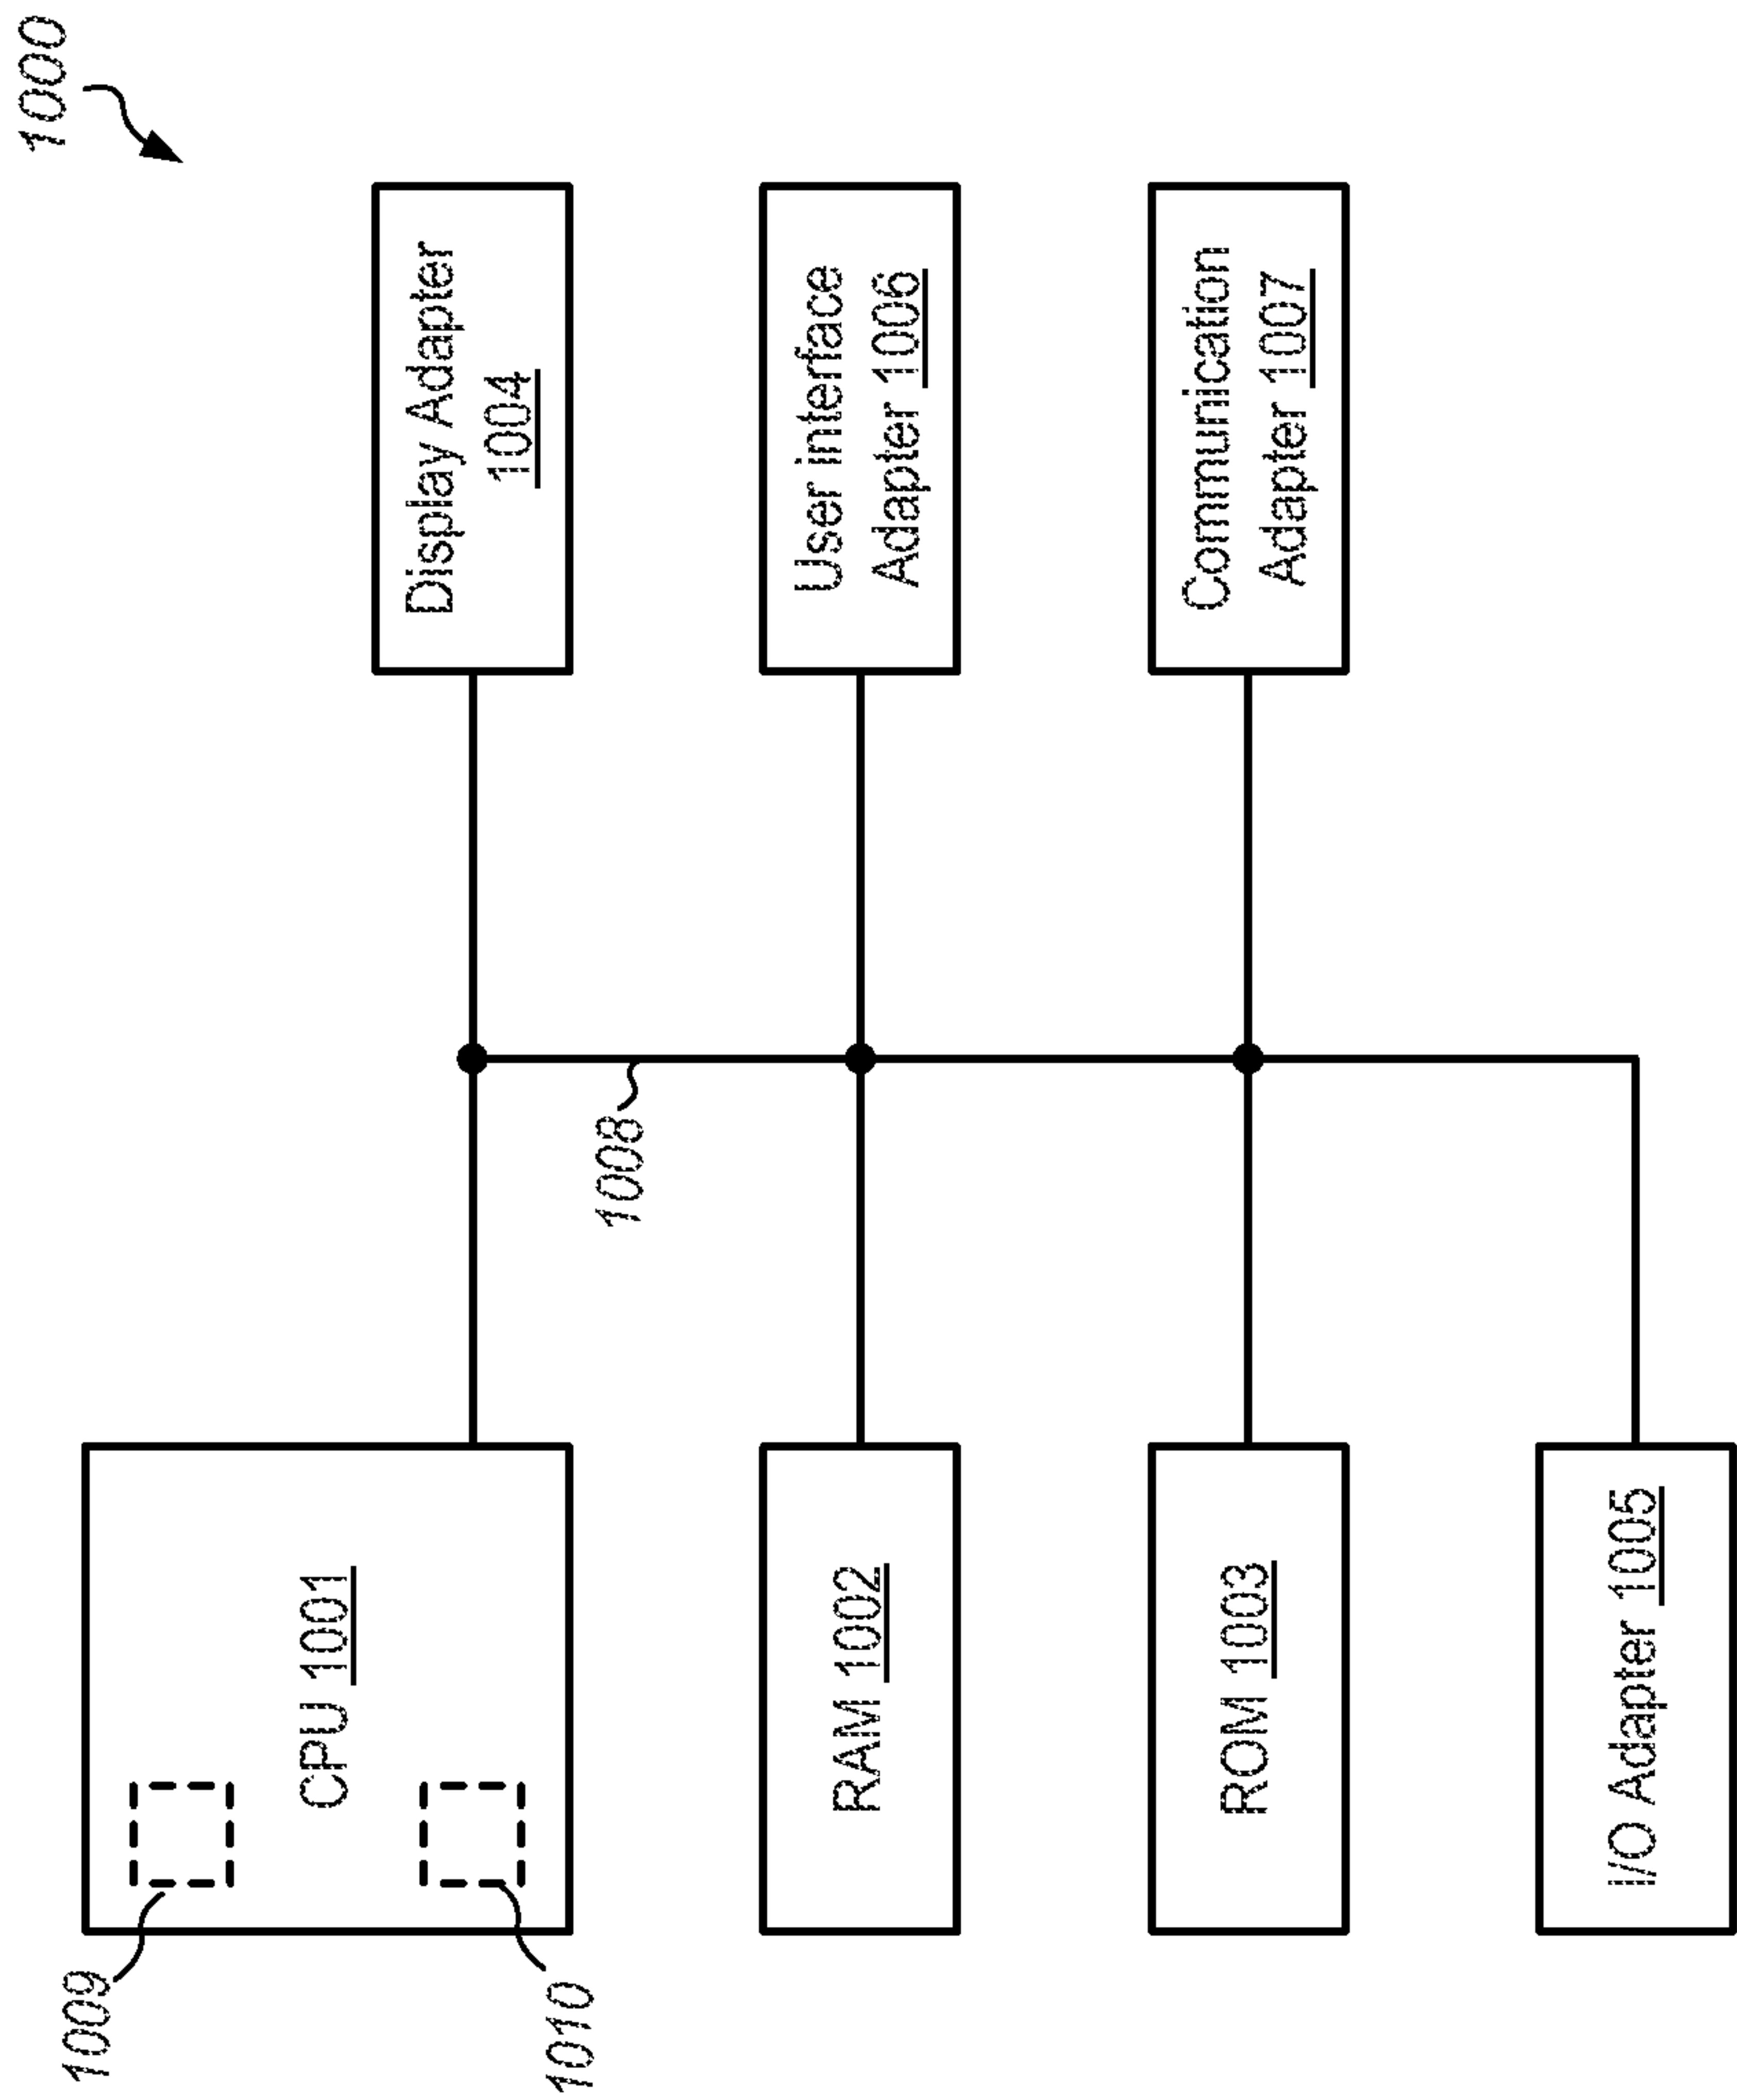 1000
1009
CPU 1001
1010
RAM 1002
ROM 1003
I/O Adapter 1005
1008
Display Adapter
1004
User interface
Adapter 1006
Communication
Adapter 1007